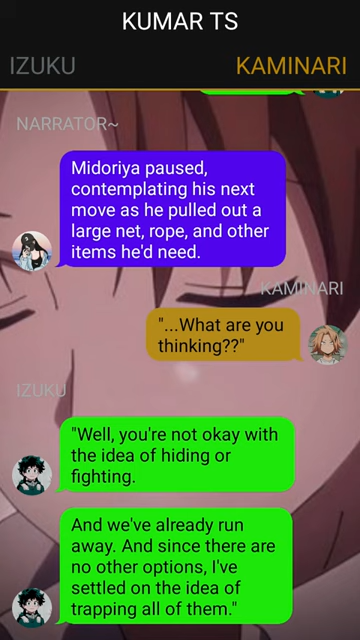 KUMAR TS
IZUKU
KAMINARI
NARRATOR~
Midoriya paused,
contemplating his next
move as he pulled out a
large net, rope, and other
items he'd need.
KAMINARI
"...What are you
thinking??"
IZUKU
"Well, you're not okay with
the idea of hiding or
fighting.
And we've already run
away. And since there are
no other options, I've
settled on the idea of
trapping all of them."